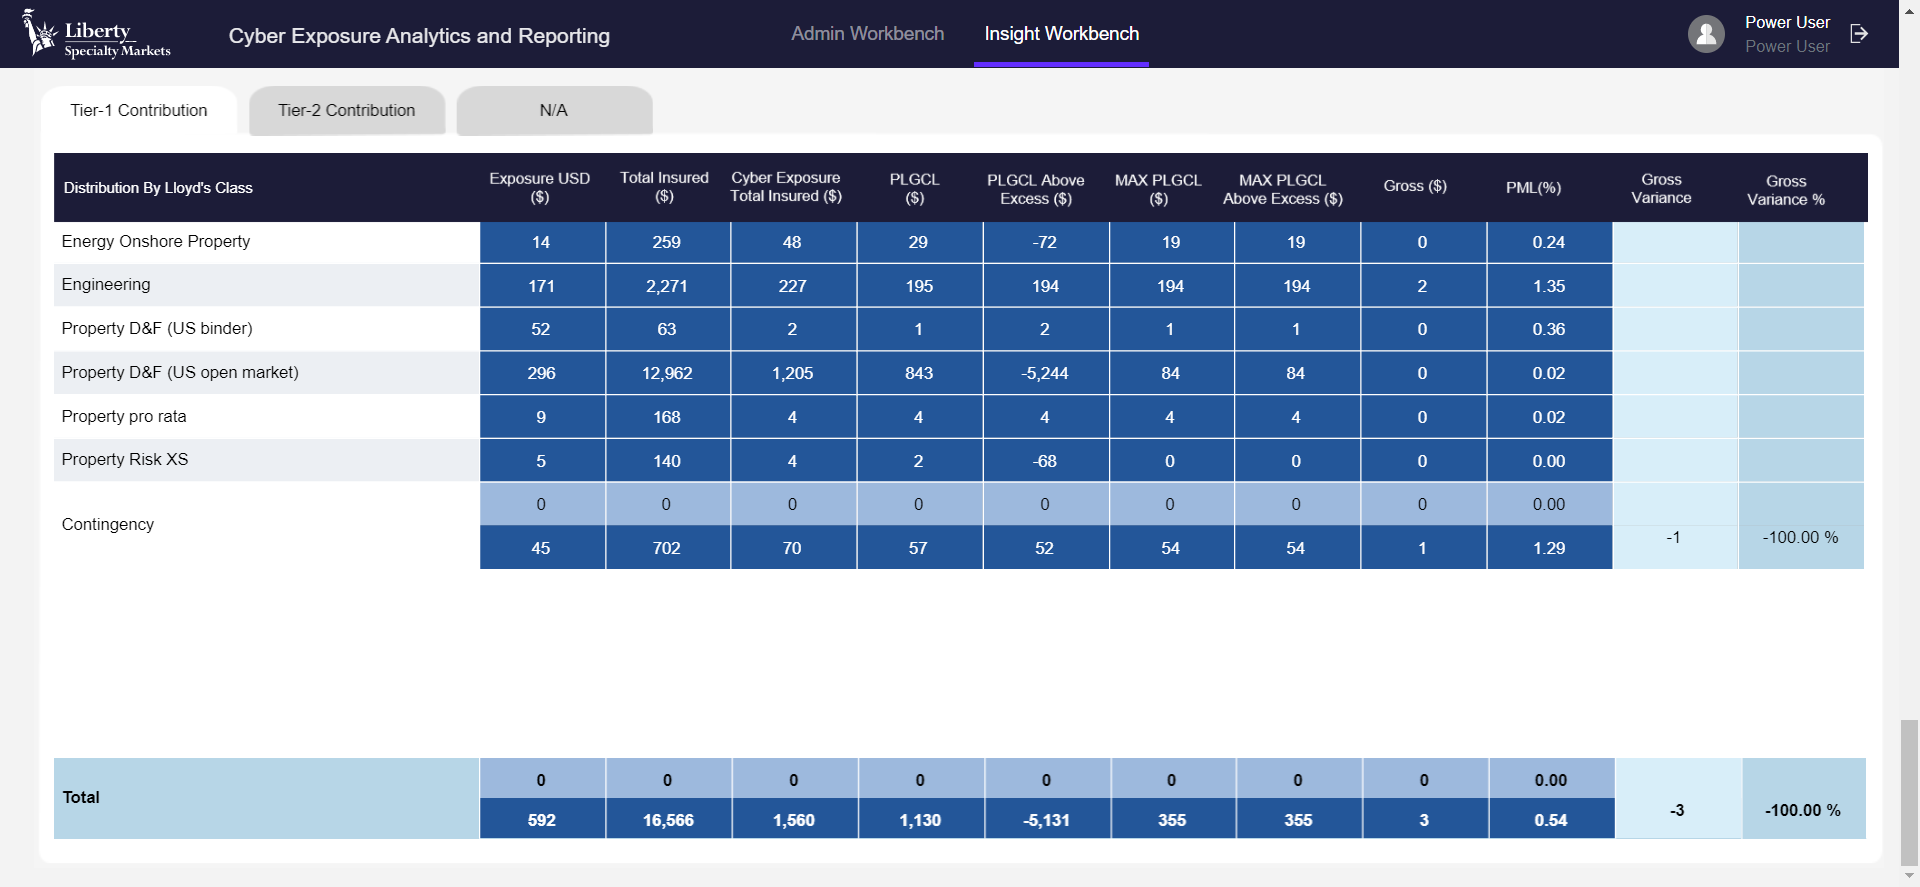 Liberty
Specialty Markets
Cyber Exposure Analytics and Reporting
Admin Workbench
Insight Workbench
Power User
Power User
Tier-1 Contribution
Tier-2 Contribution
N/A
Distribution By Lloyd's Class
Exposure USD
($)
Total Insured
($)
Cyber Exposure
Total Insured ($)
PLGCL
($)
PLGCL Above
Excess ($)
MAX PLGCL
($)
MAX PLGCL
Above Excess ($)
Gross ($)
PML(%)
Gross
Variance
Gross
Variance %
Energy Onshore Property 14 259 48 29 -72 19 19 0 0.24
Engineering 171 2,271 227 195 194 194 194 2 1.35
Property D&F (US binder) 52 63 2 1 2 1 1 0 0.36
Property D&F (US open market) 296 12,962 1,205 843 -5,244 84 84 0 0.02
Property pro rata 9 168 4 4 4 4 4 0 0.02
Property Risk XS 5 140 4 2 -68 0 0 0 0.00
Contingency
0 0 0 0 0 0 0 0 0.00
45 702 70 57 52 54 54 1 1.29
-1 -100.00 %
Total
0 0 0 0 0 0 0 0 0.00
592 16,566 1,560 1,130 -5,131 355 355 3 0.54
-3 -100.00 %